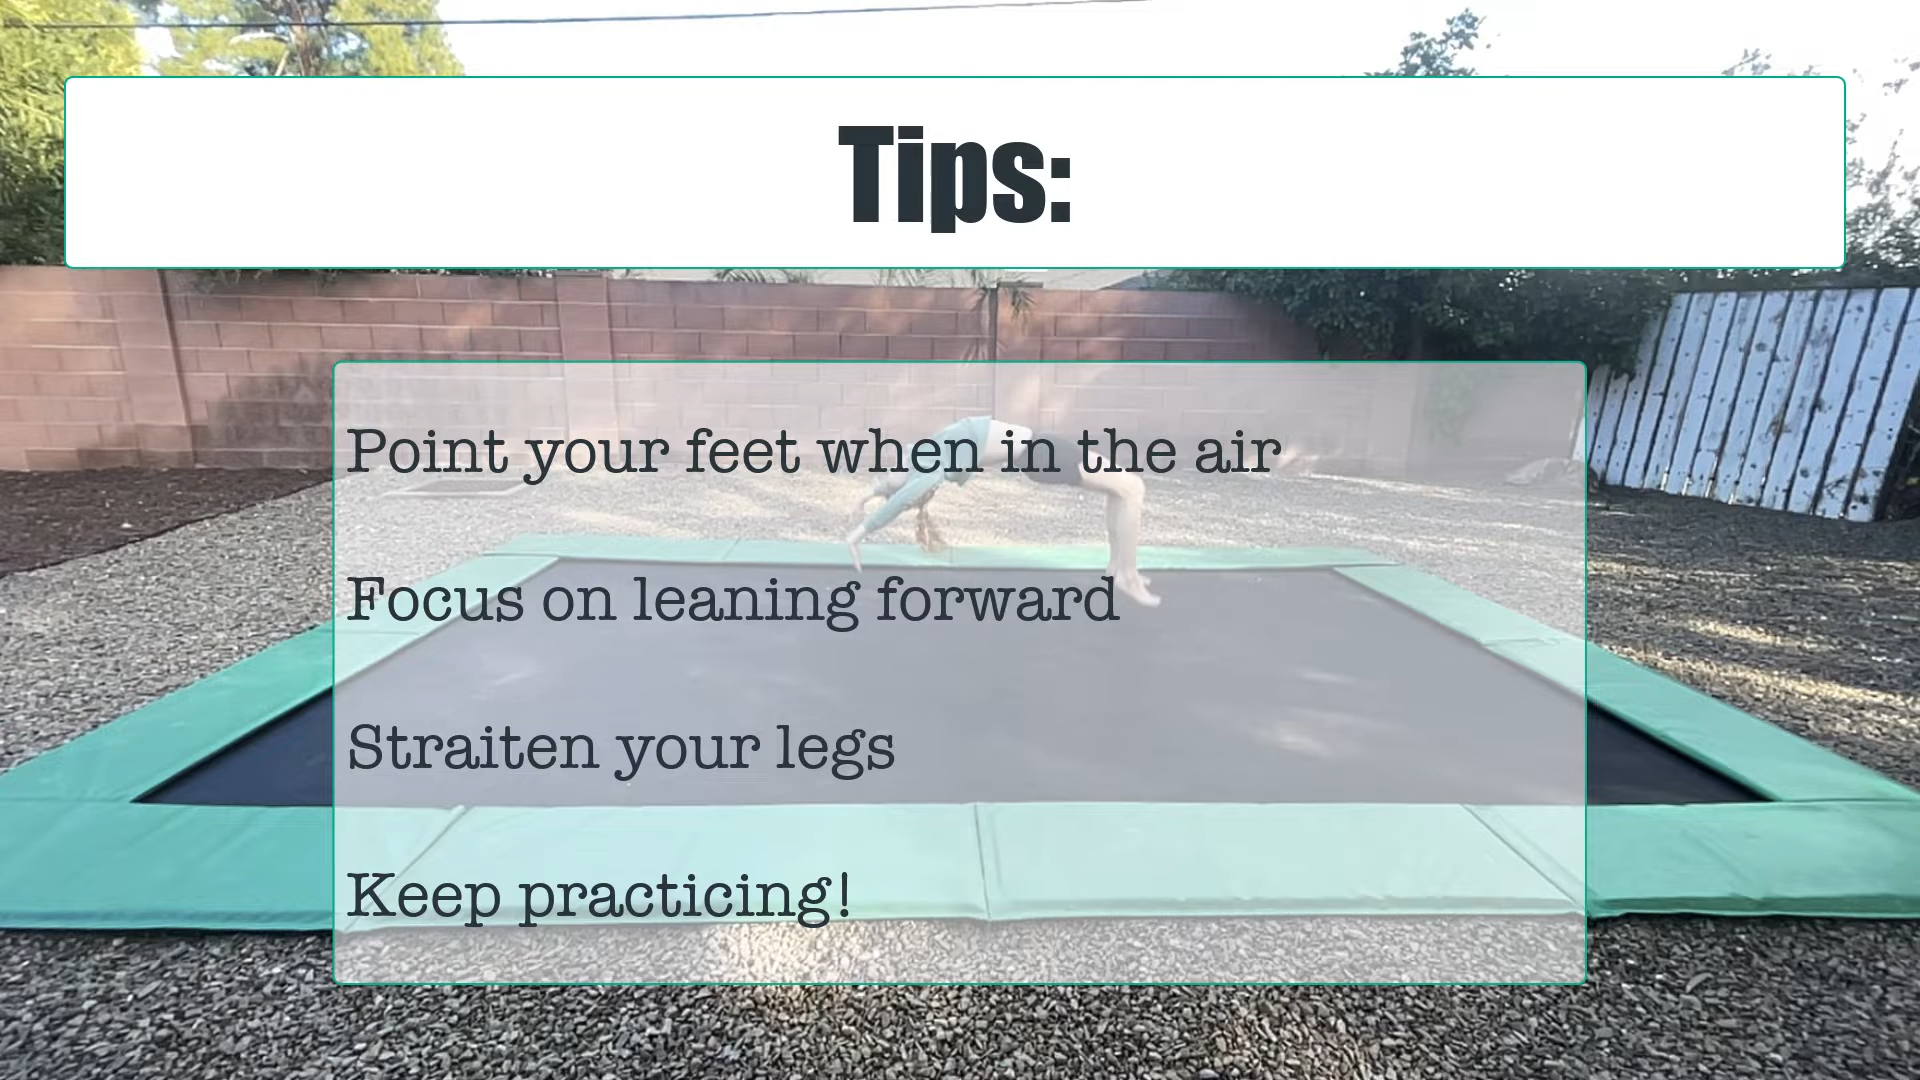 Tips:
Point your feet when in the air
Focus on leaning forward
Straiten your legs
Keep practicing!